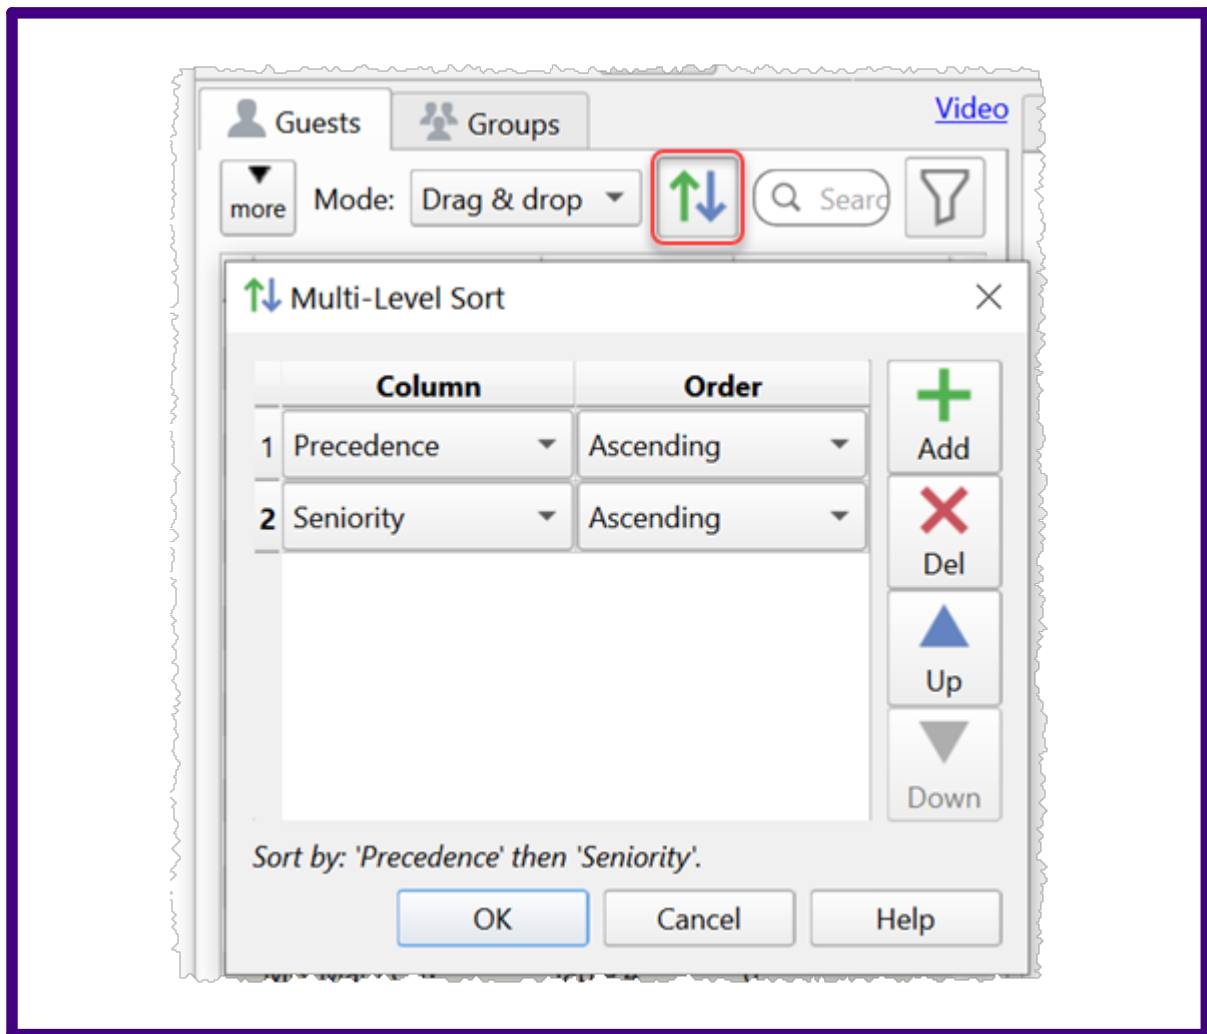 Guests Groups Video
more Mode: Drag & drop Searc
Multi-Level Sort
Column Order
1 Precedence Ascending Add
2 Seniority Ascending
Del
Up
Down
Sort by: 'Precedence' then 'Seniority'.
OK Cancel Help